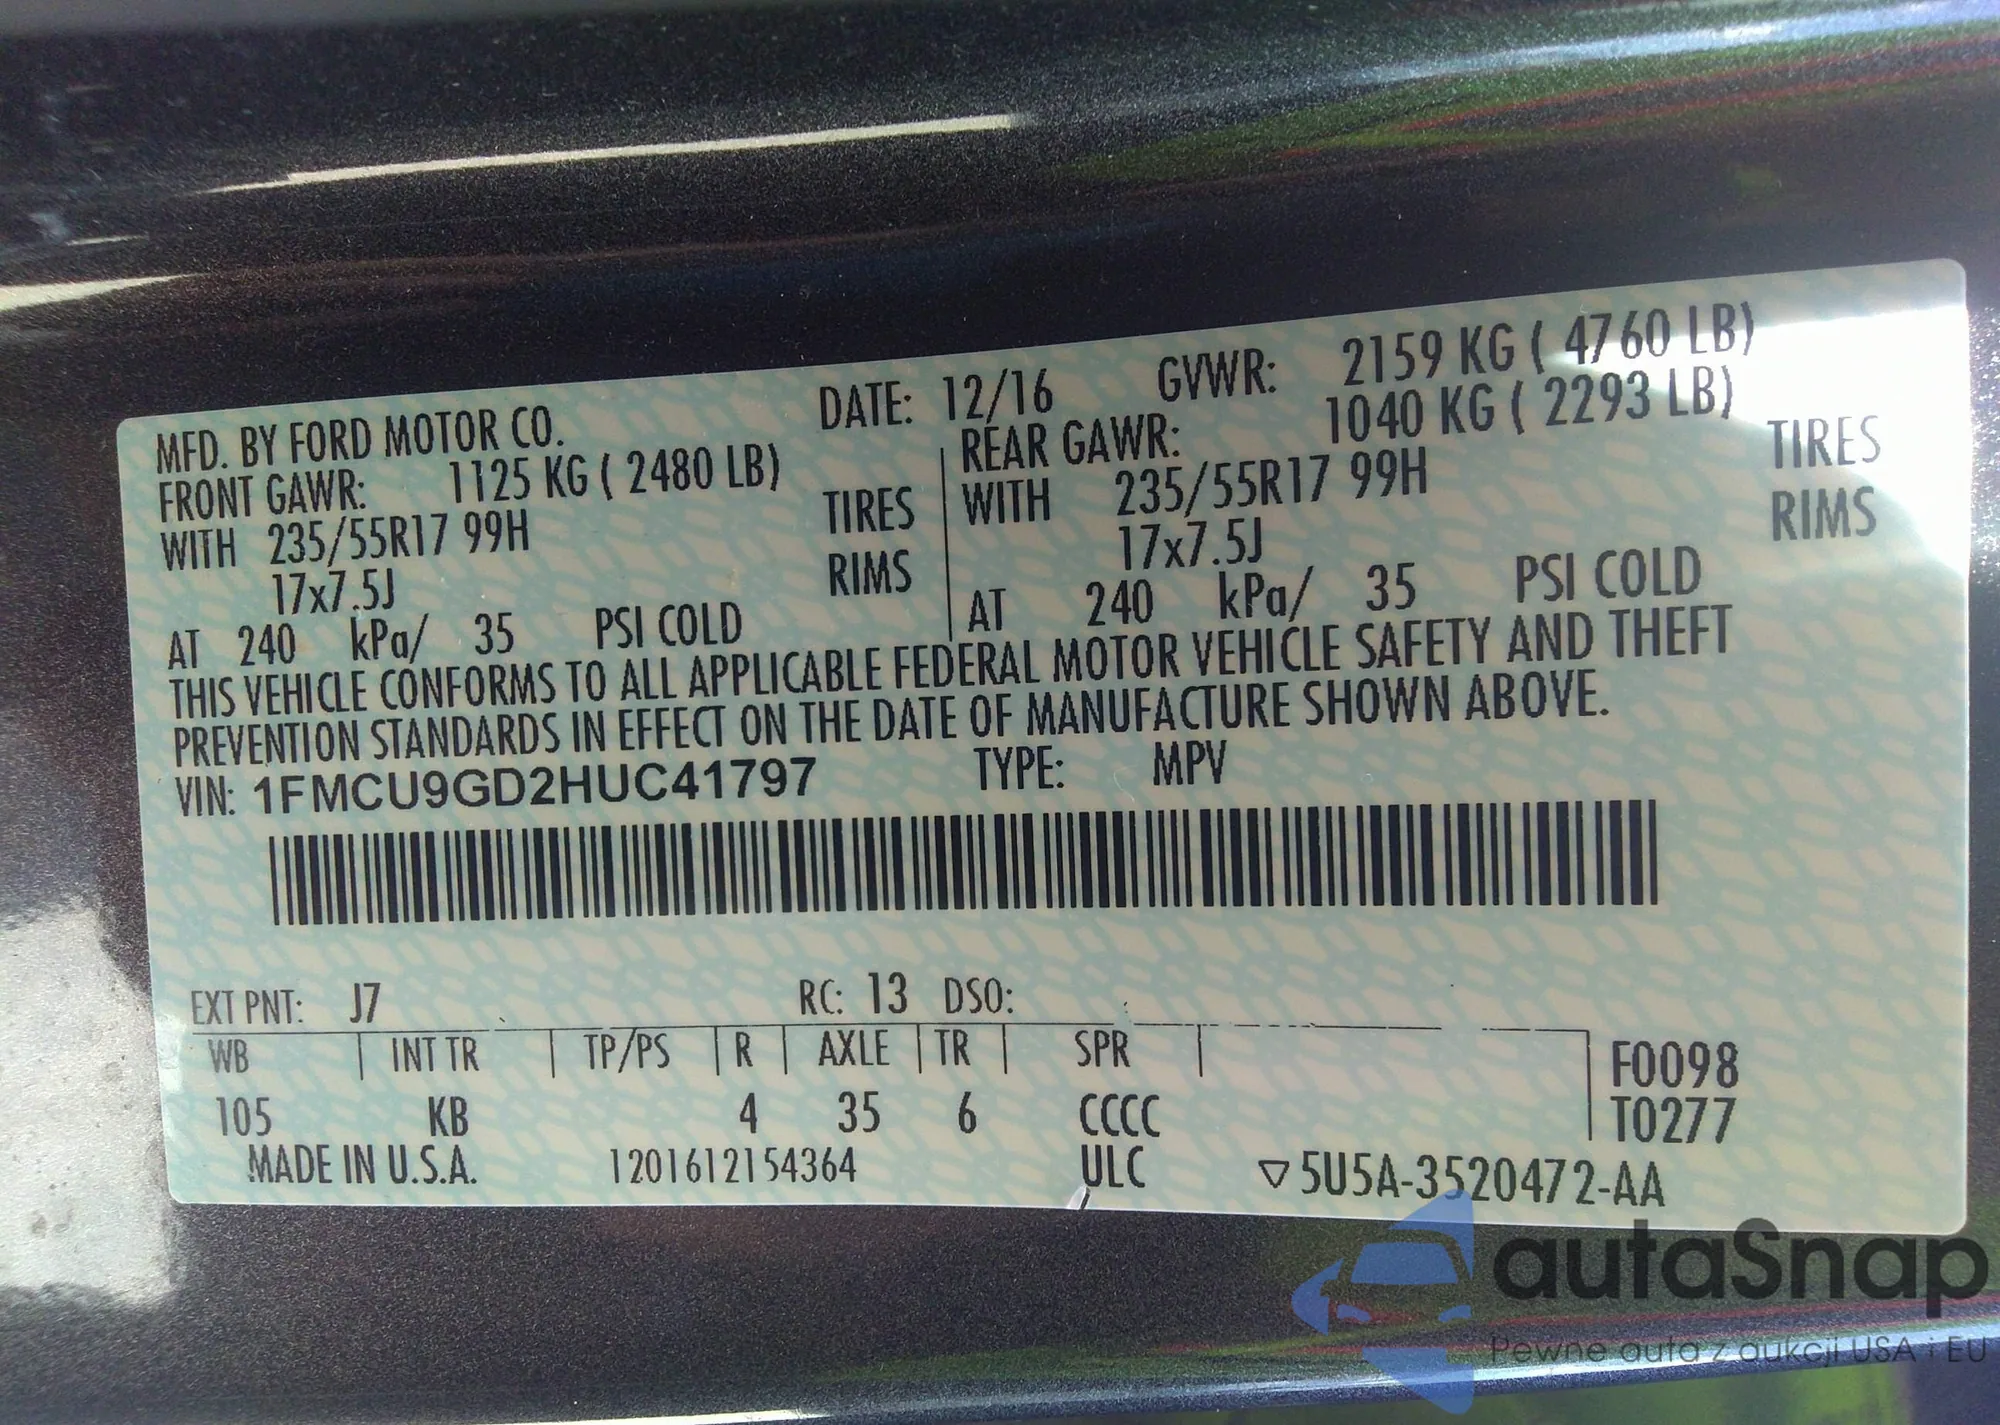 MFD. BY FORD MOTOR CO. DATE: 12/16 GVWR: 2159 KG ( 4760 LB)
FRONT GAWR: 1125 KG ( 2480 LB) REAR GAWR: 1040 KG ( 2293 LB)
WITH 235/55R17 99H TIRES WITH 235/55R17 99H TIRES
17x7.5J RIMS 17x7.5J RIMS
AT 240 kPa/ 35 PSI COLD AT 240 kPa/ 35 PSI COLD
THIS VEHICLE CONFORMS TO ALL APPLICABLE FEDERAL MOTOR VEHICLE SAFETY AND THEFT
PREVENTION STANDARDS IN EFFECT ON THE DATE OF MANUFACTURE SHOWN ABOVE.
VIN: 1FMCU9GD2HUC41797 TYPE: MPV
EXT PNT: J7 RC: 13 DSO:
WB INT TR TP/PS R AXLE TR SPR F0098
105 KB 4 35 6 CCCC T0277
MADE IN U.S.A. 1201612154364 ULC ▽5U5A-3520472-AA
autaSnap
Pewne auta z aukcji USA i EU